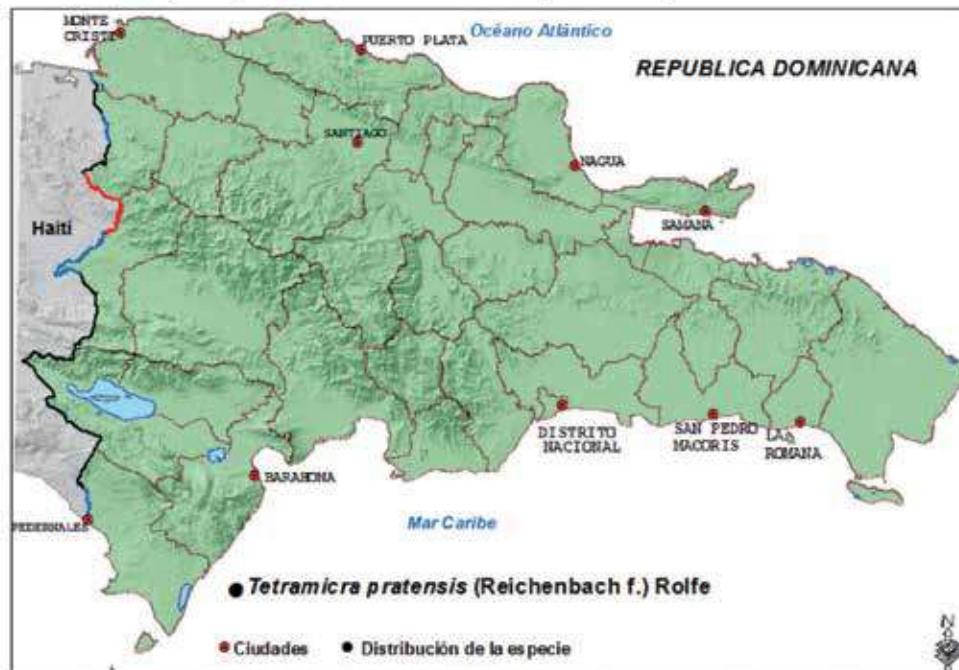 MONTE-
CRISTI
PUERTO PLATA
Océano Atlántico
REPUBLICA DOMINICANA
SANTIAGO
NAGUA
SAMANA
Haití
DISTRITO
NACIONAL
SAN PEDRO
MACORIS
LA
ROMANA
BARAHONA
PEDERNALES
Mar Caribe
Tetramicra pratensis (Reichenbach f.) Rolfe
Ciudades
Distribución de la especie
N